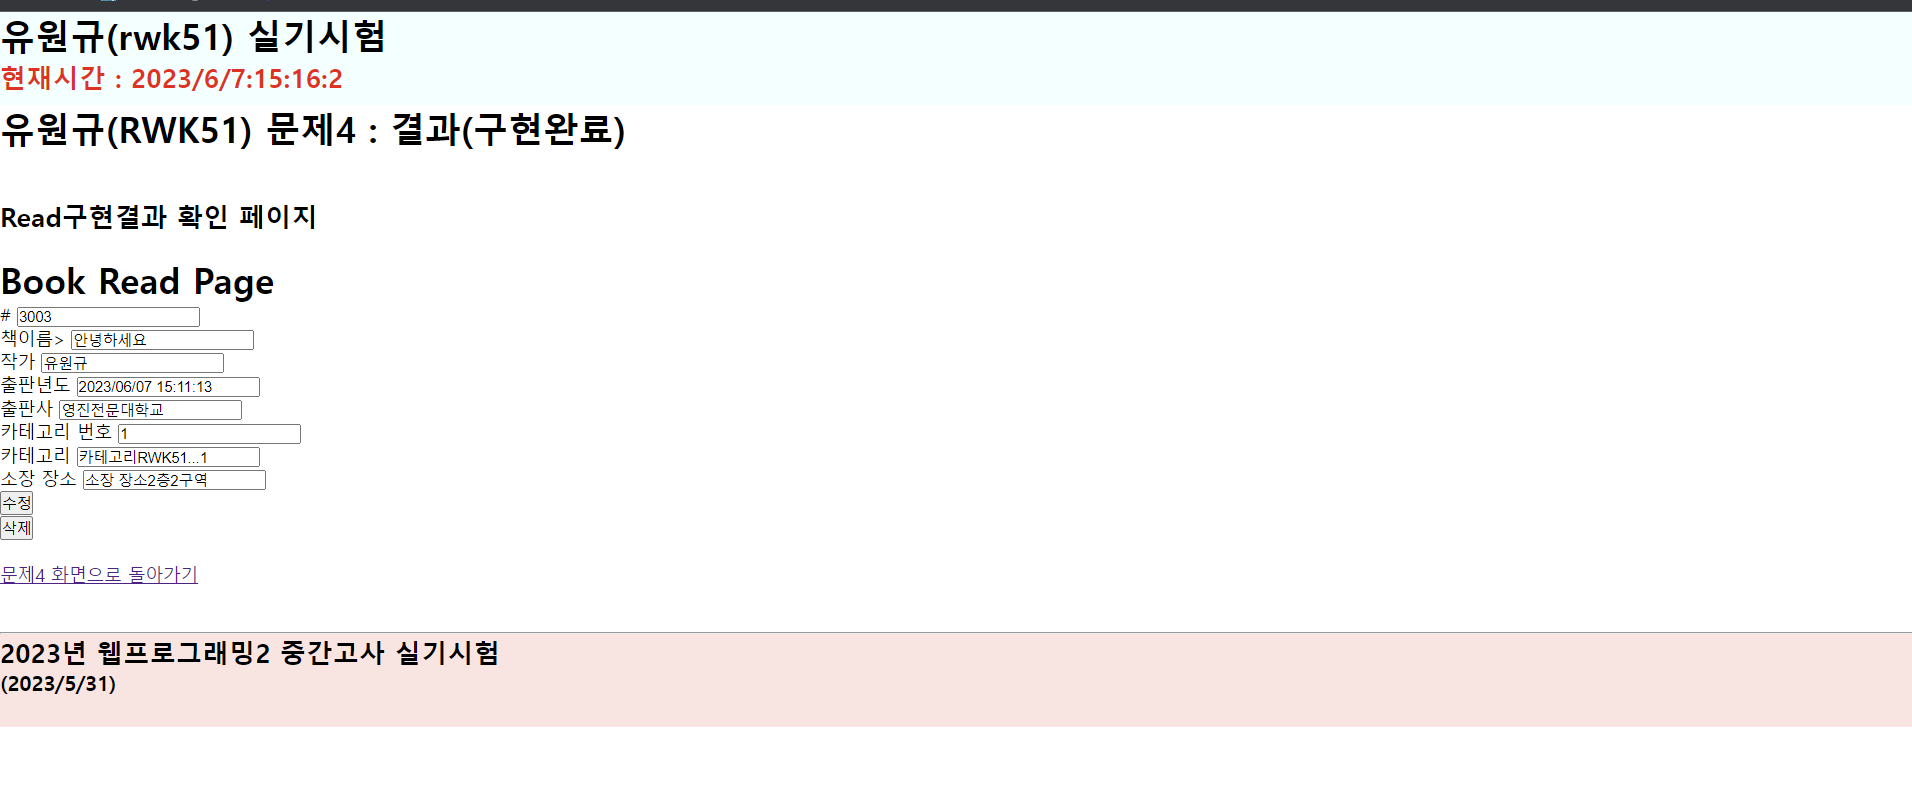 유원규(rwk51) 실기시험
현재시간 : 2023/6/7:15:16:2
유원규(RWK51) 문제4 : 결과(구현완료)
Read구현결과 확인 페이지
Book Read Page
# 3003
책이름> 안녕하세요
작가 유원규
출판년도 2023/06/07 15:11:13
출판사 영진전문대학교
카테고리 번호 1
카테고리 카테고리RWK51...1
소장 장소 소장 장소2층2구역
수정
삭제
문제4 화면으로 돌아가기
2023년 웹프로그래밍2 중간고사 실기시험
(2023/5/31)